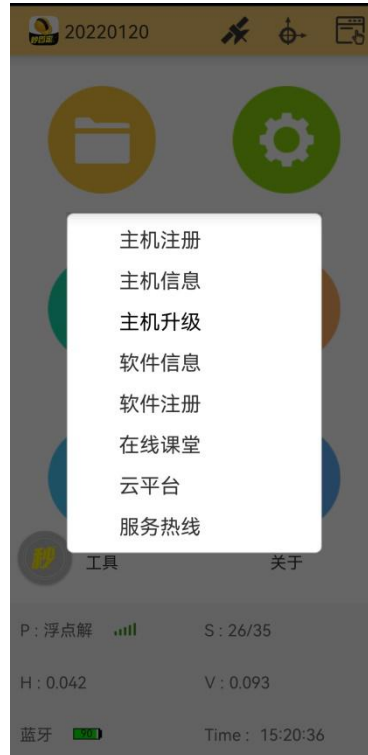 20220120
主机注册
主机信息
主机升级
软件信息
软件注册
在线课堂
云平台
服务热线
秒
工具
关于
P : 浮点解
S : 26/35
H : 0.042
V : 0.093
蓝牙
90
Time : 15:20:36